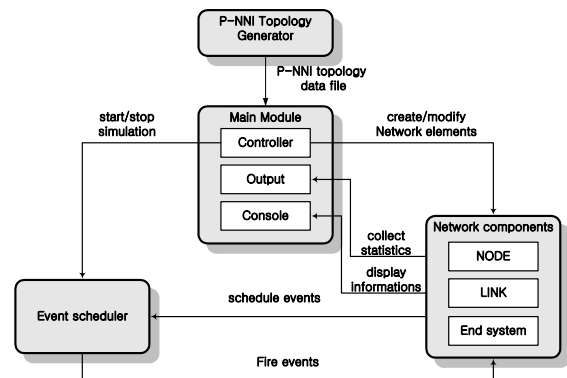 P-NNI Topology
Generator
P-NNI topology
data file
Main Module
start/stop
simulation
Controller
create/modify
Network elements
Output
Console
Network components
collect
statistics
NODE
display
informations
LINK
schedule events
Event scheduler
End system
Fire events